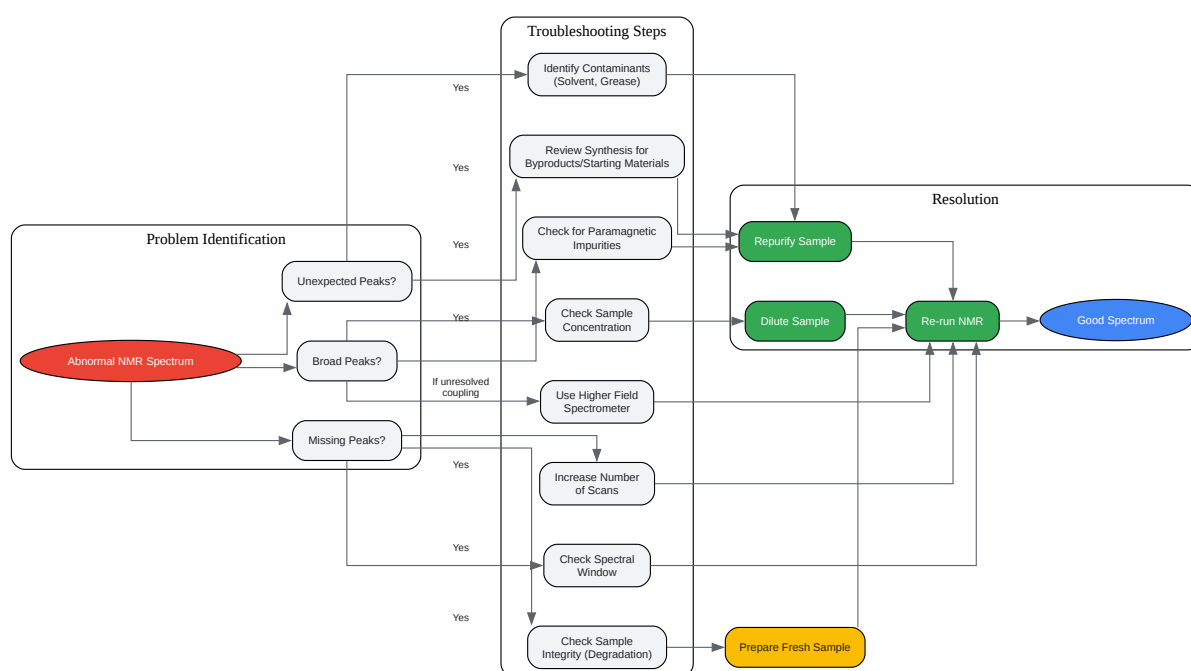 Troubleshooting Steps
Identify Contaminants
(Solvent, Grease)
Yes
Review Synthesis for
Byproducts/Starting Materials
Yes
Resolution
Problem Identification
Check for Paramagnetic
Impurities
Yes
Repurify Sample
Unexpected Peaks?
Check Sample
Concentration
Yes
Dilute Sample
Re-run NMR
Good Spectrum
Abnormal NMR Spectrum
Broad Peaks?
If unresolved
coupling
Use Higher Field
Spectrometer
Missing Peaks?
Yes
Increase Number
of Scans
Yes
Check Spectral
Window
Yes
Check Sample
Integrity (Degradation)
Prepare Fresh Sample